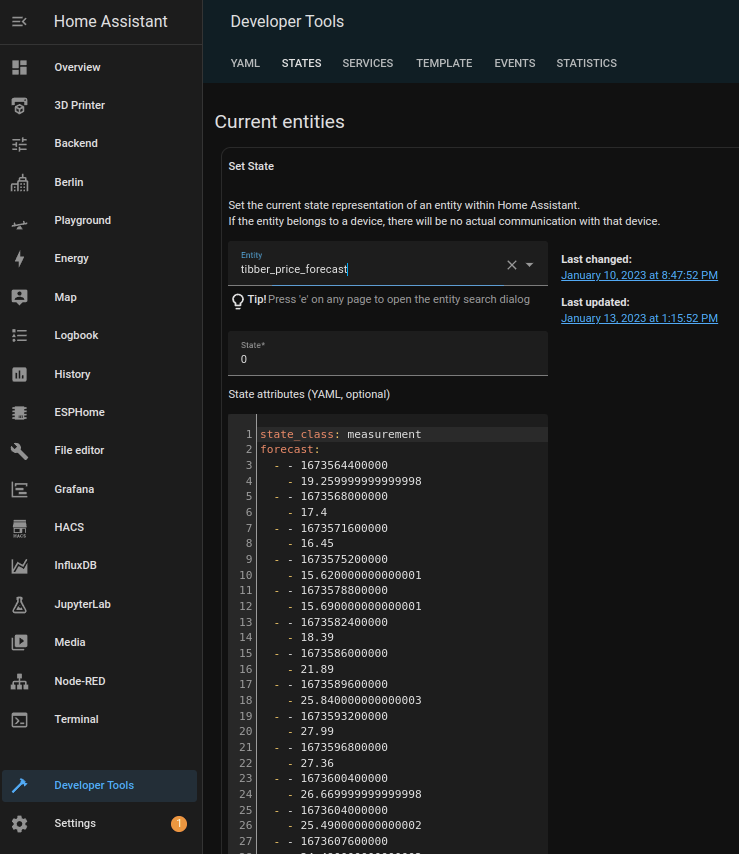 Home Assistant
Overview
3D Printer
Backend
Berlin
Playground
Energy
Map
Logbook
History
ESPHome
File editor
Grafana
HACS
HACS
InfluxDB
JupyterLab
Media
Node-RED
Terminal
Developer Tools
Settings
1
Developer Tools
YAML STATES SERVICES TEMPLATE EVENTS STATISTICS
Current entities
Set State
Set the current state representation of an entity within Home Assistant.
If the entity belongs to a device, there will be no actual communication with that device.
Entity
tibber_price_forecast
Tip! Press 'e' on any page to open the entity search dialog
Last changed:
January 10, 2023 at 8:47:52 PM
Last updated:
January 13, 2023 at 1:15:52 PM
State*
0
State attributes (YAML, optional)
1 state_class: measurement
2 forecast:
3 - - 1673564400000
4 - 19.259999999999998
5 - - 1673568000000
6 - 17.4
7 - - 1673571600000
8 - 16.45
9 - - 1673575200000
10 - 15.620000000000001
11 - - 1673578800000
12 - 15.690000000000001
13 - - 1673582400000
14 - 18.39
15 - - 1673586000000
16 - 21.89
17 - - 1673589600000
18 - 25.840000000000003
19 - - 1673593200000
20 - 27.99
21 - - 1673596800000
22 - 27.36
23 - - 1673600400000
24 - 26.669999999999998
25 - - 1673604000000
26 - 25.490000000000002
27 - - 1673607600000